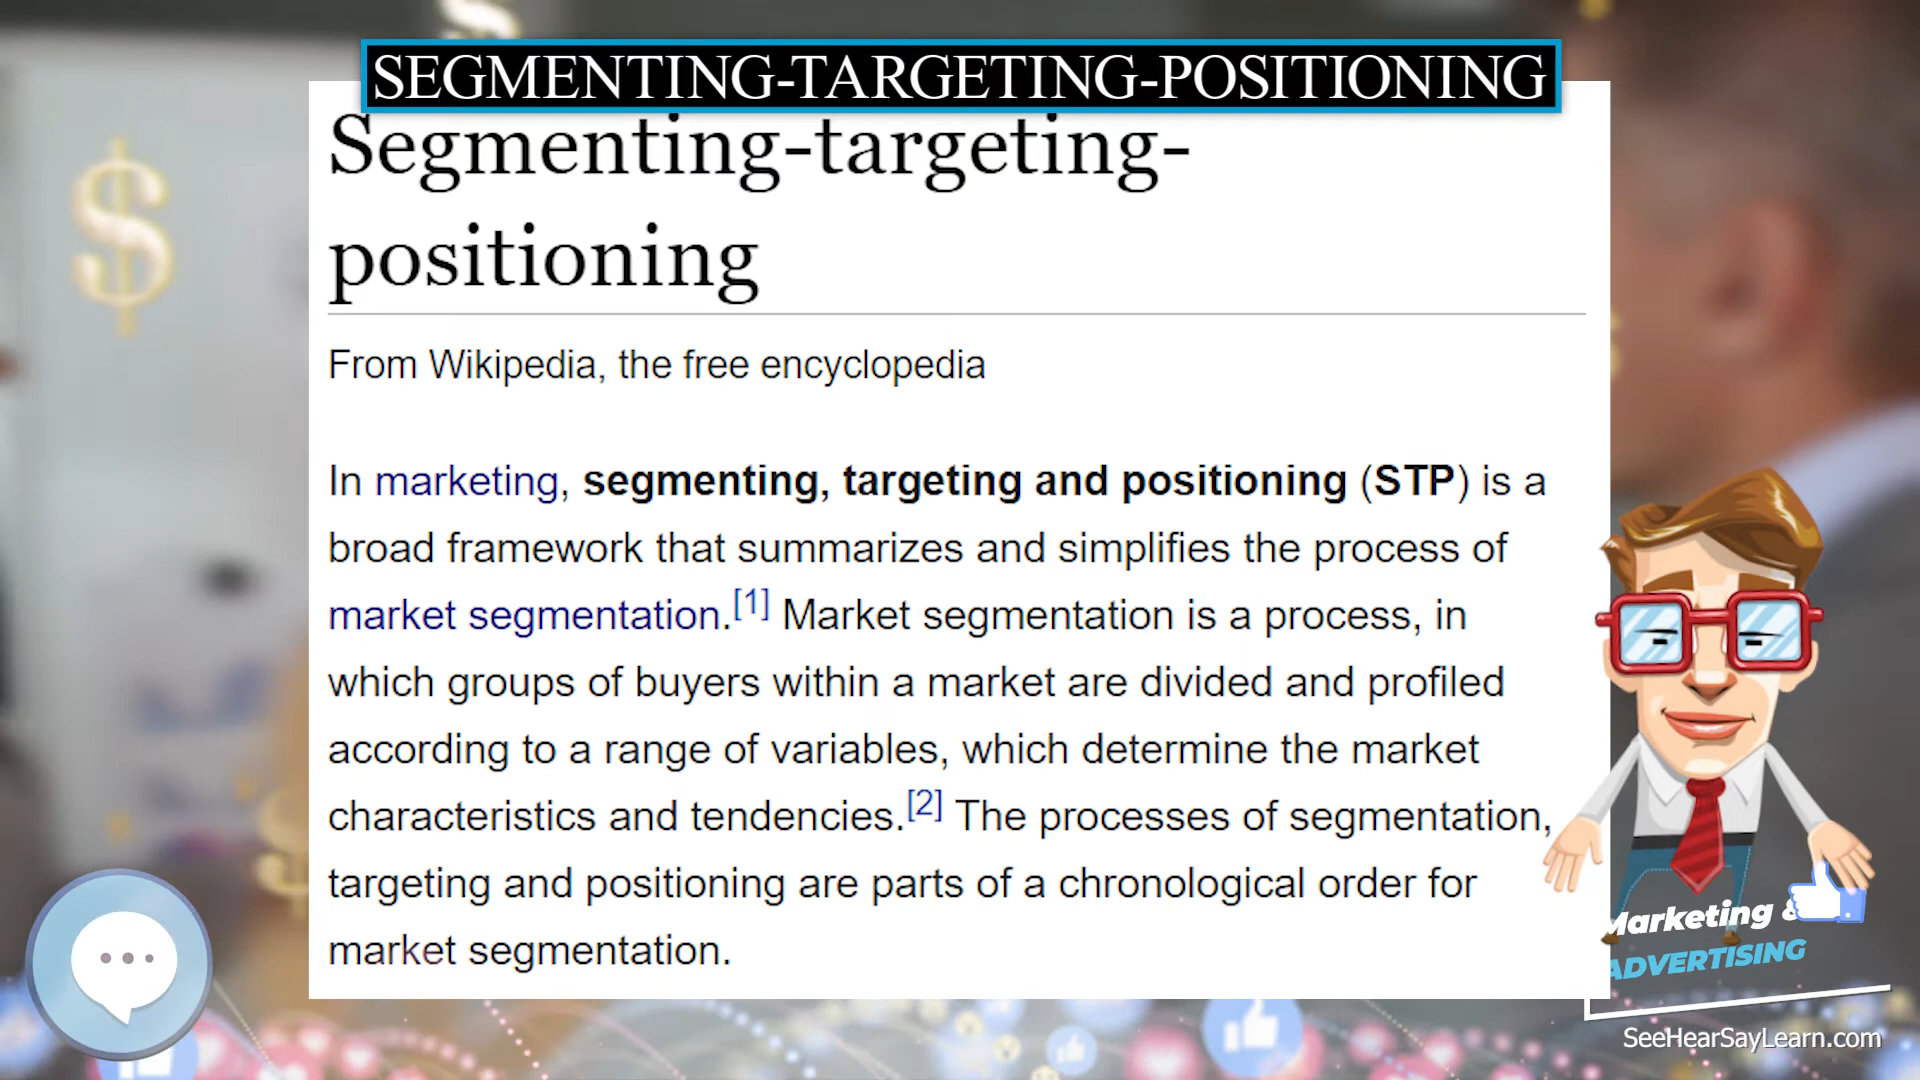 SEGMENTING-TARGETING-POSITIONING
Segmenting-targeting-
positioning
From Wikipedia, the free encyclopedia
In marketing, segmenting, targeting and positioning (STP) is a
broad framework that summarizes and simplifies the process of
market segmentation.[1] Market segmentation is a process, in
which groups of buyers within a market are divided and profiled
according to a range of variables, which determine the market
characteristics and tendencies.[2] The processes of segmentation,
targeting and positioning are parts of a chronological order for
market segmentation.
Marketing &
ADVERTISING
SeeHearSayLearn.com